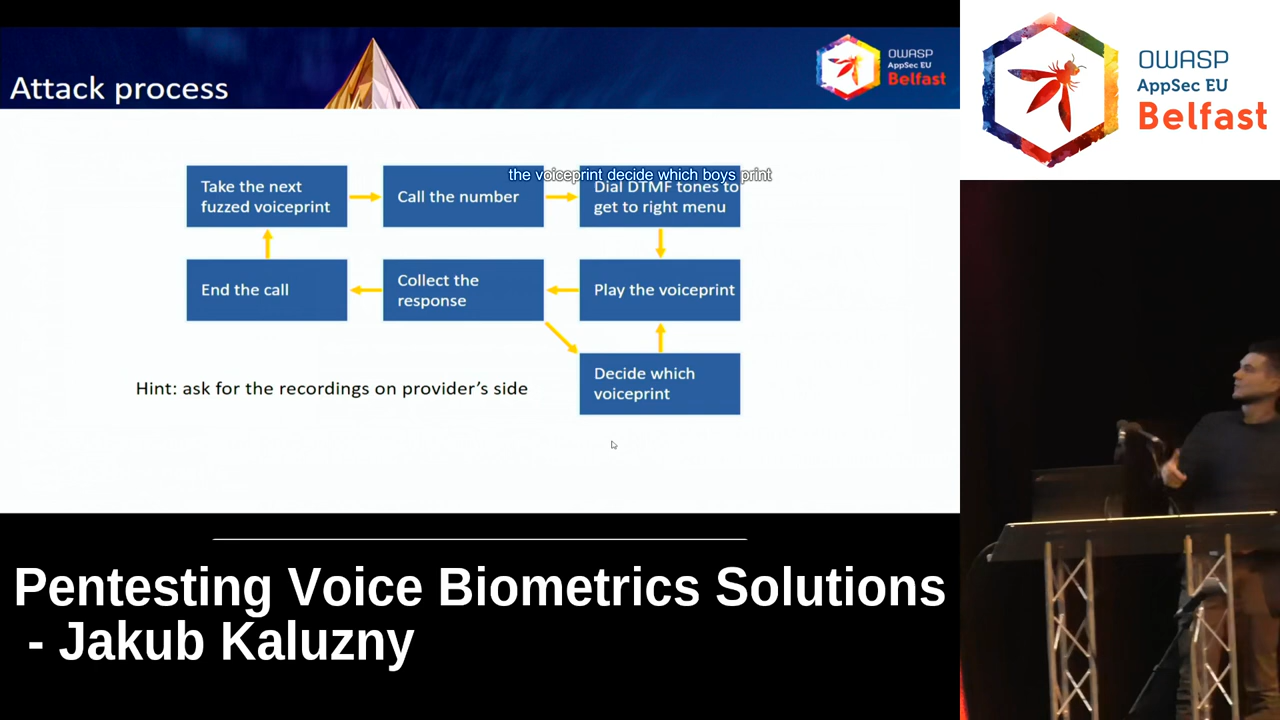 Attack process
OWASP
AppSec EU
Belfast
OWASP
AppSec EU
Belfast
the voiceprint decide which boys print
Take the next
fuzzed voiceprint
Call the number
Dial DTMF tones to
get to right menu
End the call
Collect the
response
Play the voiceprint
Decide which
voiceprint
Hint: ask for the recordings on provider's side
Pentesting Voice Biometrics Solutions
- Jakub Kaluzny